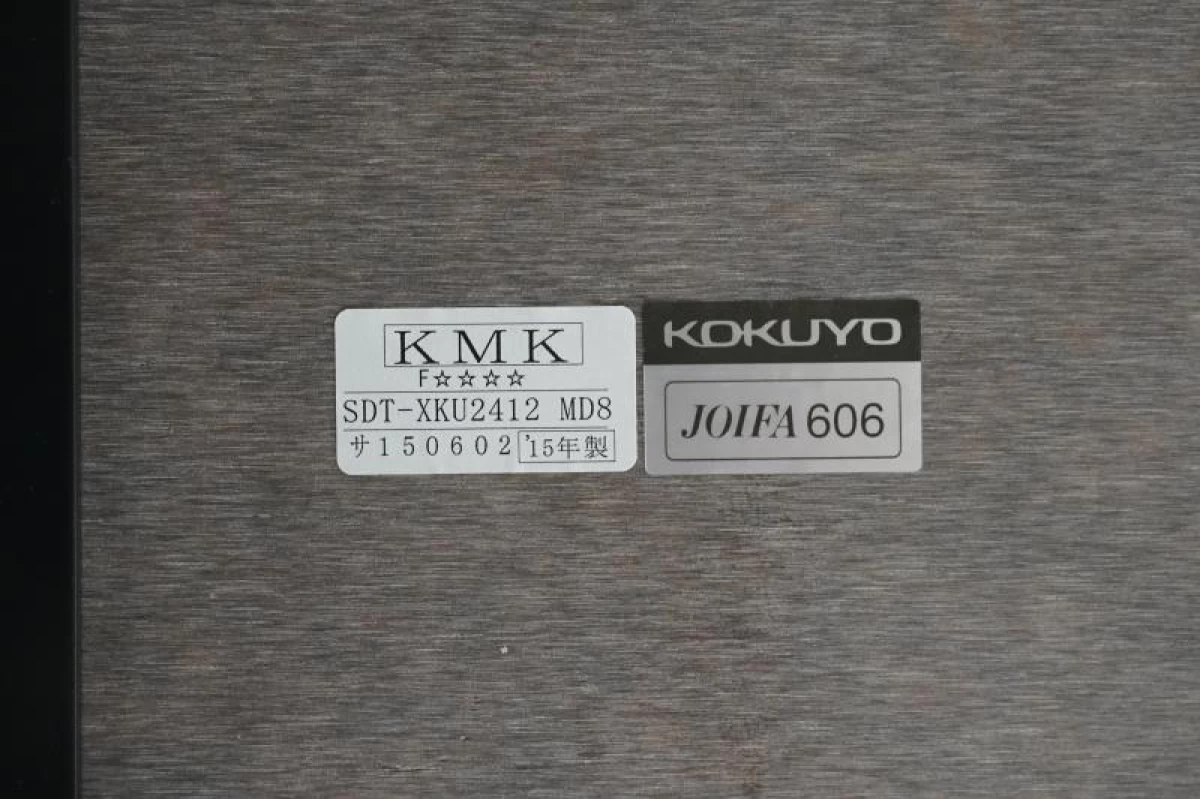 KMK
F☆☆☆☆
SDT-XKU2412 MD8
サ150602 '15年製
KOKUYO
JOIFA 606